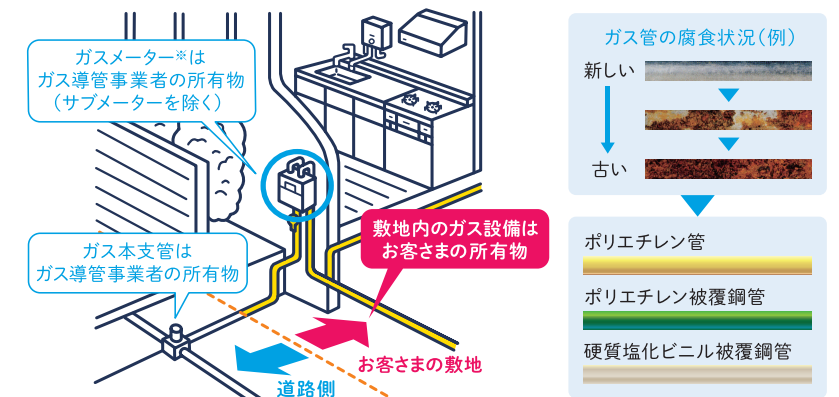 ガスメーター※は
ガス導管事業者の所有物
(サブメーターを除く)
ガス本支管は
ガス導管事業者の所有物
敷地内のガス設備は
お客さまの所有物
お客さまの敷地
道路側
ガス管の腐食状況(例)
新しい
古い
ポリエチレン管
ポリエチレン被覆鋼管
硬質塩化ビニル被覆鋼管